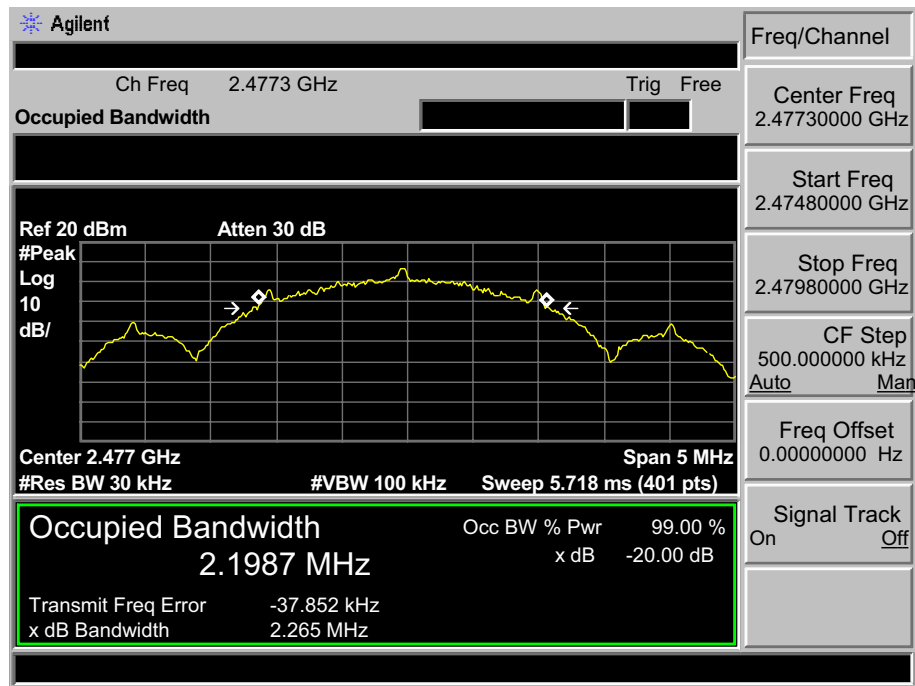 Agilent
Freq/Channel
Ch Freq 2.4773 GHz Trig Free
Occupied Bandwidth
Center Freq
2.47730000 GHz
Start Freq
2.47480000 GHz
Stop Freq
2.47980000 GHz
CF Step
500.000000 kHz
Auto Man
Freq Offset
0.00000000 Hz
Signal Track
On Off
Ref 20 dBm Atten 30 dB
#Peak
Log
10
dB/
Center 2.477 GHz Span 5 MHz
#Res BW 30 kHz #VBW 100 kHz Sweep 5.718 ms (401 pts)
Occupied Bandwidth Occ BW % Pwr 99.00 %
2.1987 MHz x dB -20.00 dB
Transmit Freq Error -37.852 kHz
x dB Bandwidth 2.265 MHz